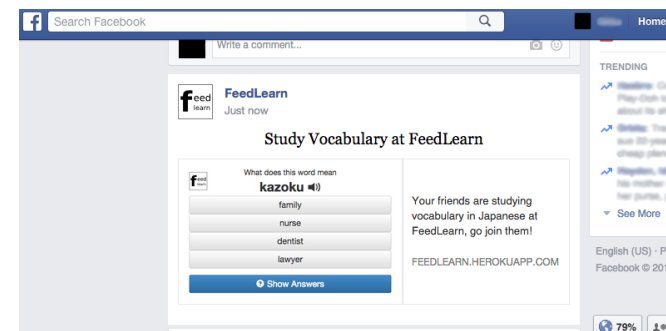 f
Search Facebook
Home
Write a comment...
feed
learn
FeedLearn
Just now
TRENDING
Study Vocabulary at FeedLearn
feed
learn
What does this word mean
kazoku
family
nurse
dentist
lawyer
Show Answers
Your friends are studying
vocabulary in Japanese at
FeedLearn, go join them!
FEEDLEARN.HEROKUAPP.COM
See More
English (US) · P
Facebook © 201
79%